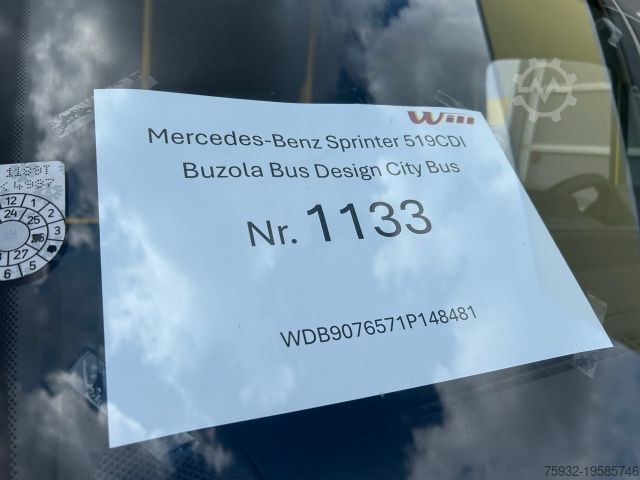 Will
Mercedes-Benz Sprinter 519CDI
Buzola Bus Design City Bus
Nr. 1133
WDB9076571P148481
75932-19585746